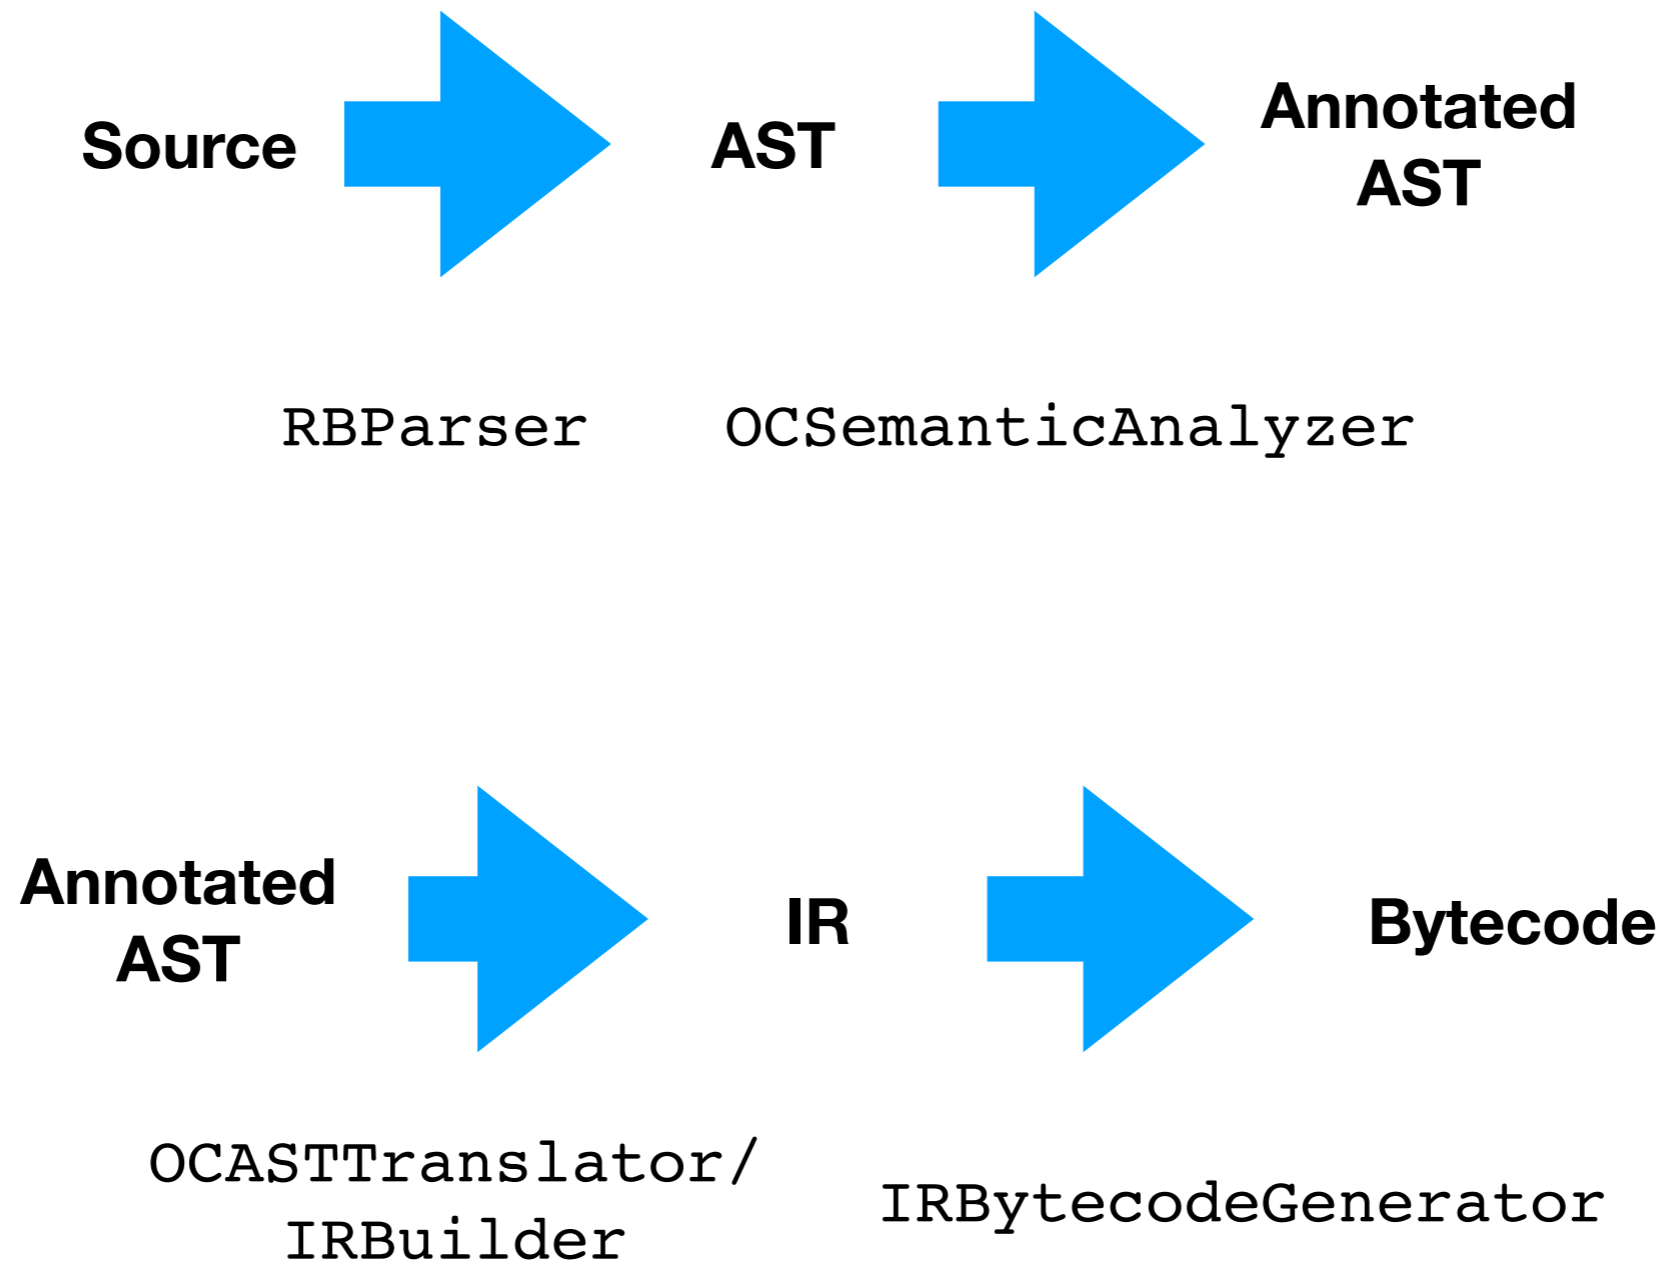 Source
AST
Annotated
AST
RBParser
OCSemanticAnalyzer
Annotated
AST
IR
Bytecode
OCASTTranslator/
IRBuilder
IRBytecodeGenerator